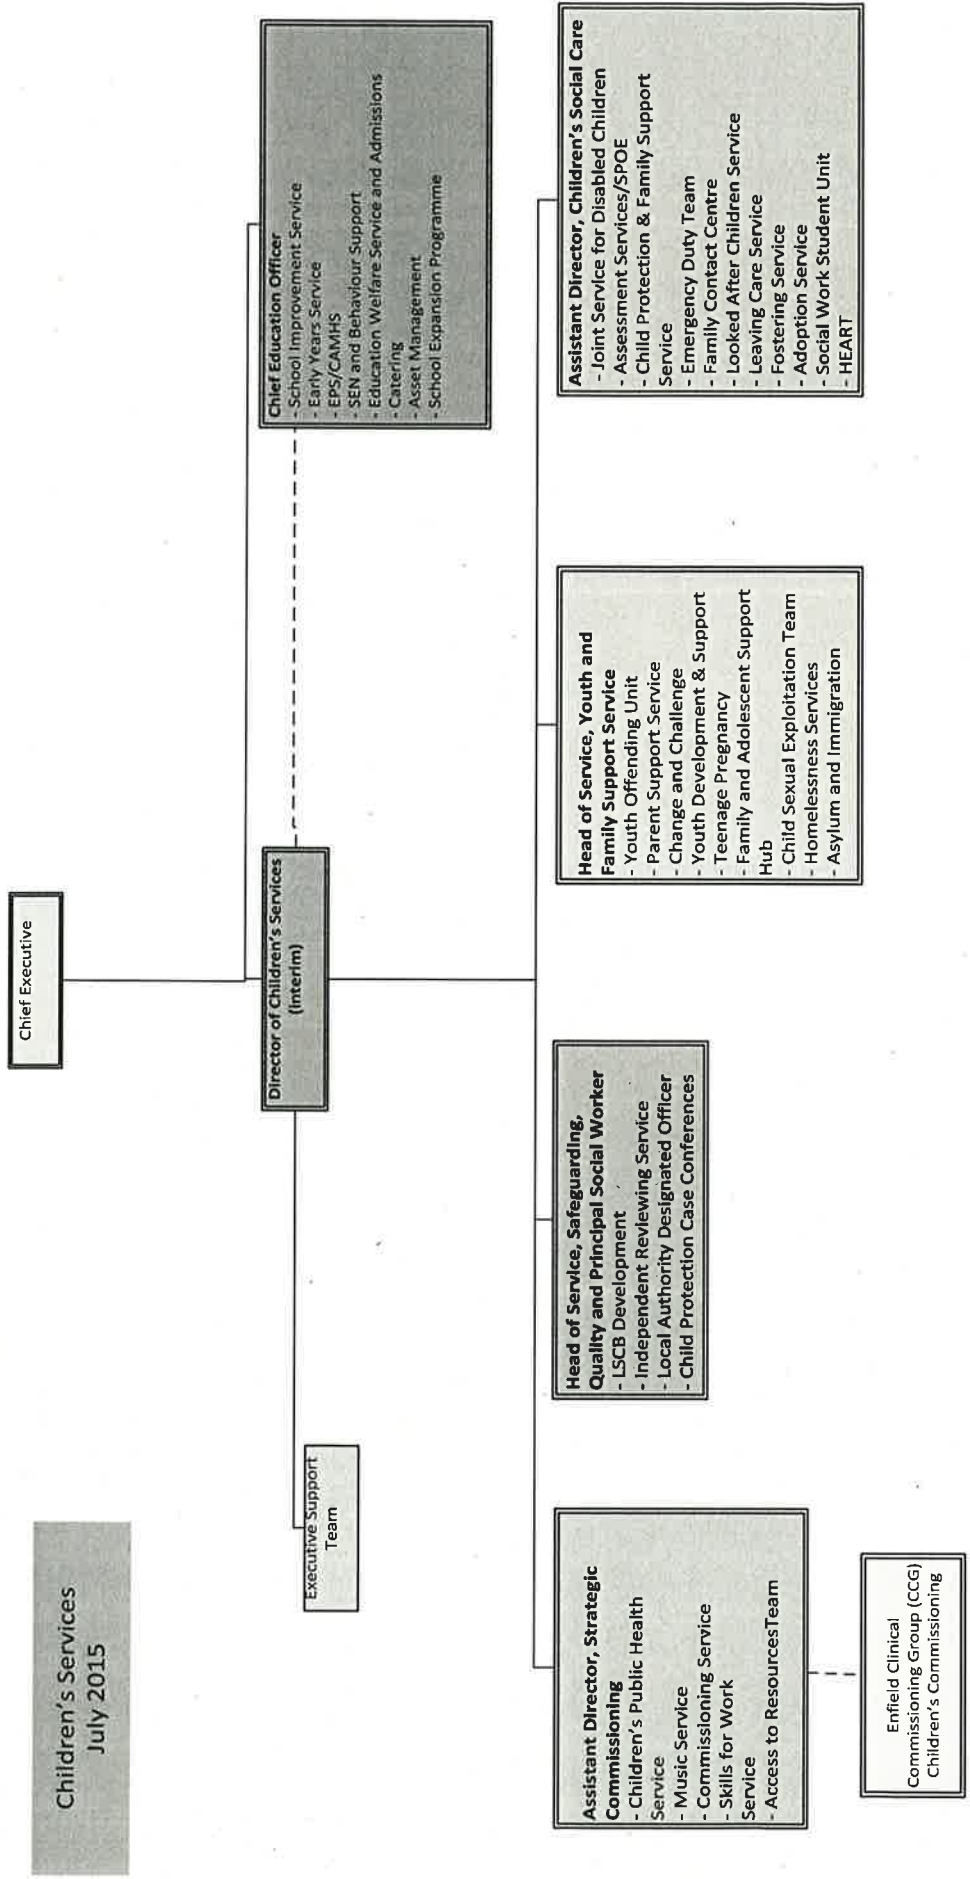 Children's Services
July 2015
Chief Executive
Director of Children's Services
(Interim)
Executive Support
Team
Chief Education Officer
- School Improvement Service
- Early Years Service
- EPS/CAMHS
- SEN and Behaviour Support
- Education Welfare Service and Admissions
- Catering
- Asset Management
- School Expansion Programme
Assistant Director, Strategic
Commissioning
- Children's Public Health
Service
- Music Service
- Commissioning Service
- Skills for Work
Service
- Access to ResourcesTeam
Enfield Clinical
Commissioning Group (CCG)
Children's Commissioning
Head of Service, Safeguarding,
Quality and Principal Social Worker
- LSCB Development
- Independent Reviewing Service
- Local Authority Designated Officer
- Child Protection Case Conferences
Head of Service, Youth and
Family Support Service
- Youth Offending Unit
- Parent Support Service
- Change and Challenge
- Youth Development & Support
- Teenage Pregnancy
- Family and Adolescent Support
Hub
- Child Sexual Exploitation Team
- Homelessness Services
- Asylum and Immigration
Assistant Director, Children's Social Care
- Joint Service for Disabled Children
- Assessment Services/SPOE
- Child Protection & Family Support
Service
- Emergency Duty Team
- Family Contact Centre
- Looked After Children Service
- Leaving Care Service
- Fostering Service
- Adoption Service
- Social Work Student Unit
- HEART